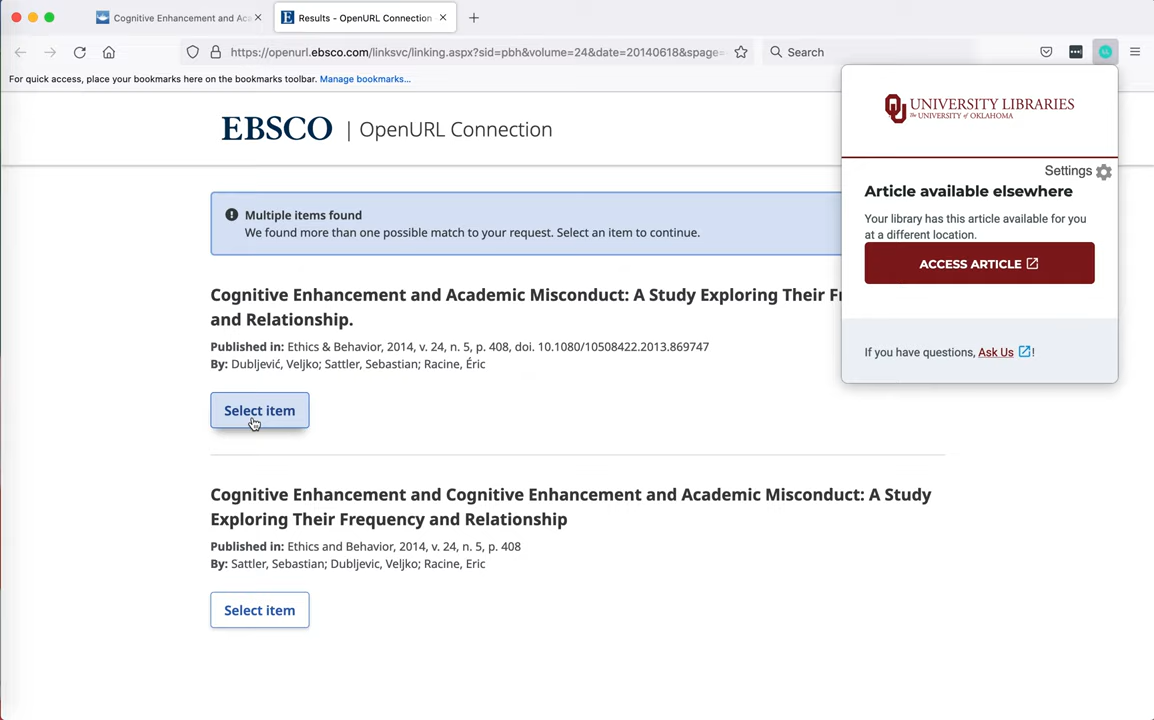 Cognitive Enhancement and Aca
Results - OpenURL Connection
https://openurl.ebsco.com/linksvc/linking.aspx?sid=pbh&volume=24&date=20140618&spage=
Search
For quick access, place your bookmarks here on the bookmarks toolbar. Manage bookmarks...
EBSCO | OpenURL Connection
Multiple items found
We found more than one possible match to your request. Select an item to continue.
Cognitive Enhancement and Academic Misconduct: A Study Exploring Their
and Relationship.
Published in: Ethics & Behavior, 2014, v. 24, n. 5, p. 408, doi. 10.1080/10508422.2013.869747
By: Dubljević, Veljko; Sattler, Sebastian; Racine, Éric
Select item
Cognitive Enhancement and Cognitive Enhancement and Academic Misconduct: A Study
Exploring Their Frequency and Relationship
Published in: Ethics and Behavior, 2014, v. 24, n. 5, p. 408
By: Sattler, Sebastian; Dubljevic, Veljko; Racine, Eric
Select item
UNIVERSITY LIBRARIES
The UNIVERSITY of OKLAHOMA
Settings
Article available elsewhere
Your library has this article available for you
at a different location.
ACCESS ARTICLE
If you have questions, Ask Us !